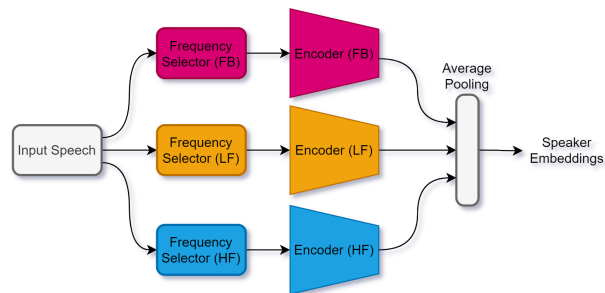 Frequency
Selector (FB)
Encoder (FB)
Average
Pooling
Input Speech
Frequency
Selector (LF)
Encoder (LF)
Speaker
Embeddings
Frequency
Selector (HF)
Encoder (HF)